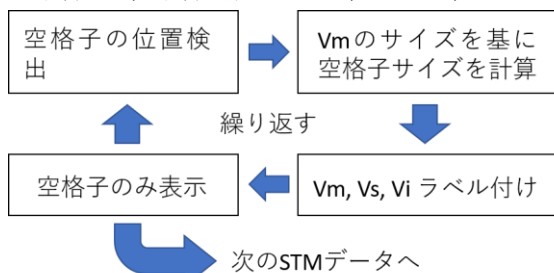 空格子の位置検
出
Vmのサイズを基に
空格子サイズを計算
繰り返す
空格子のみ表示
Vm, Vs, Vi ラベル付け
次のSTMデータへ